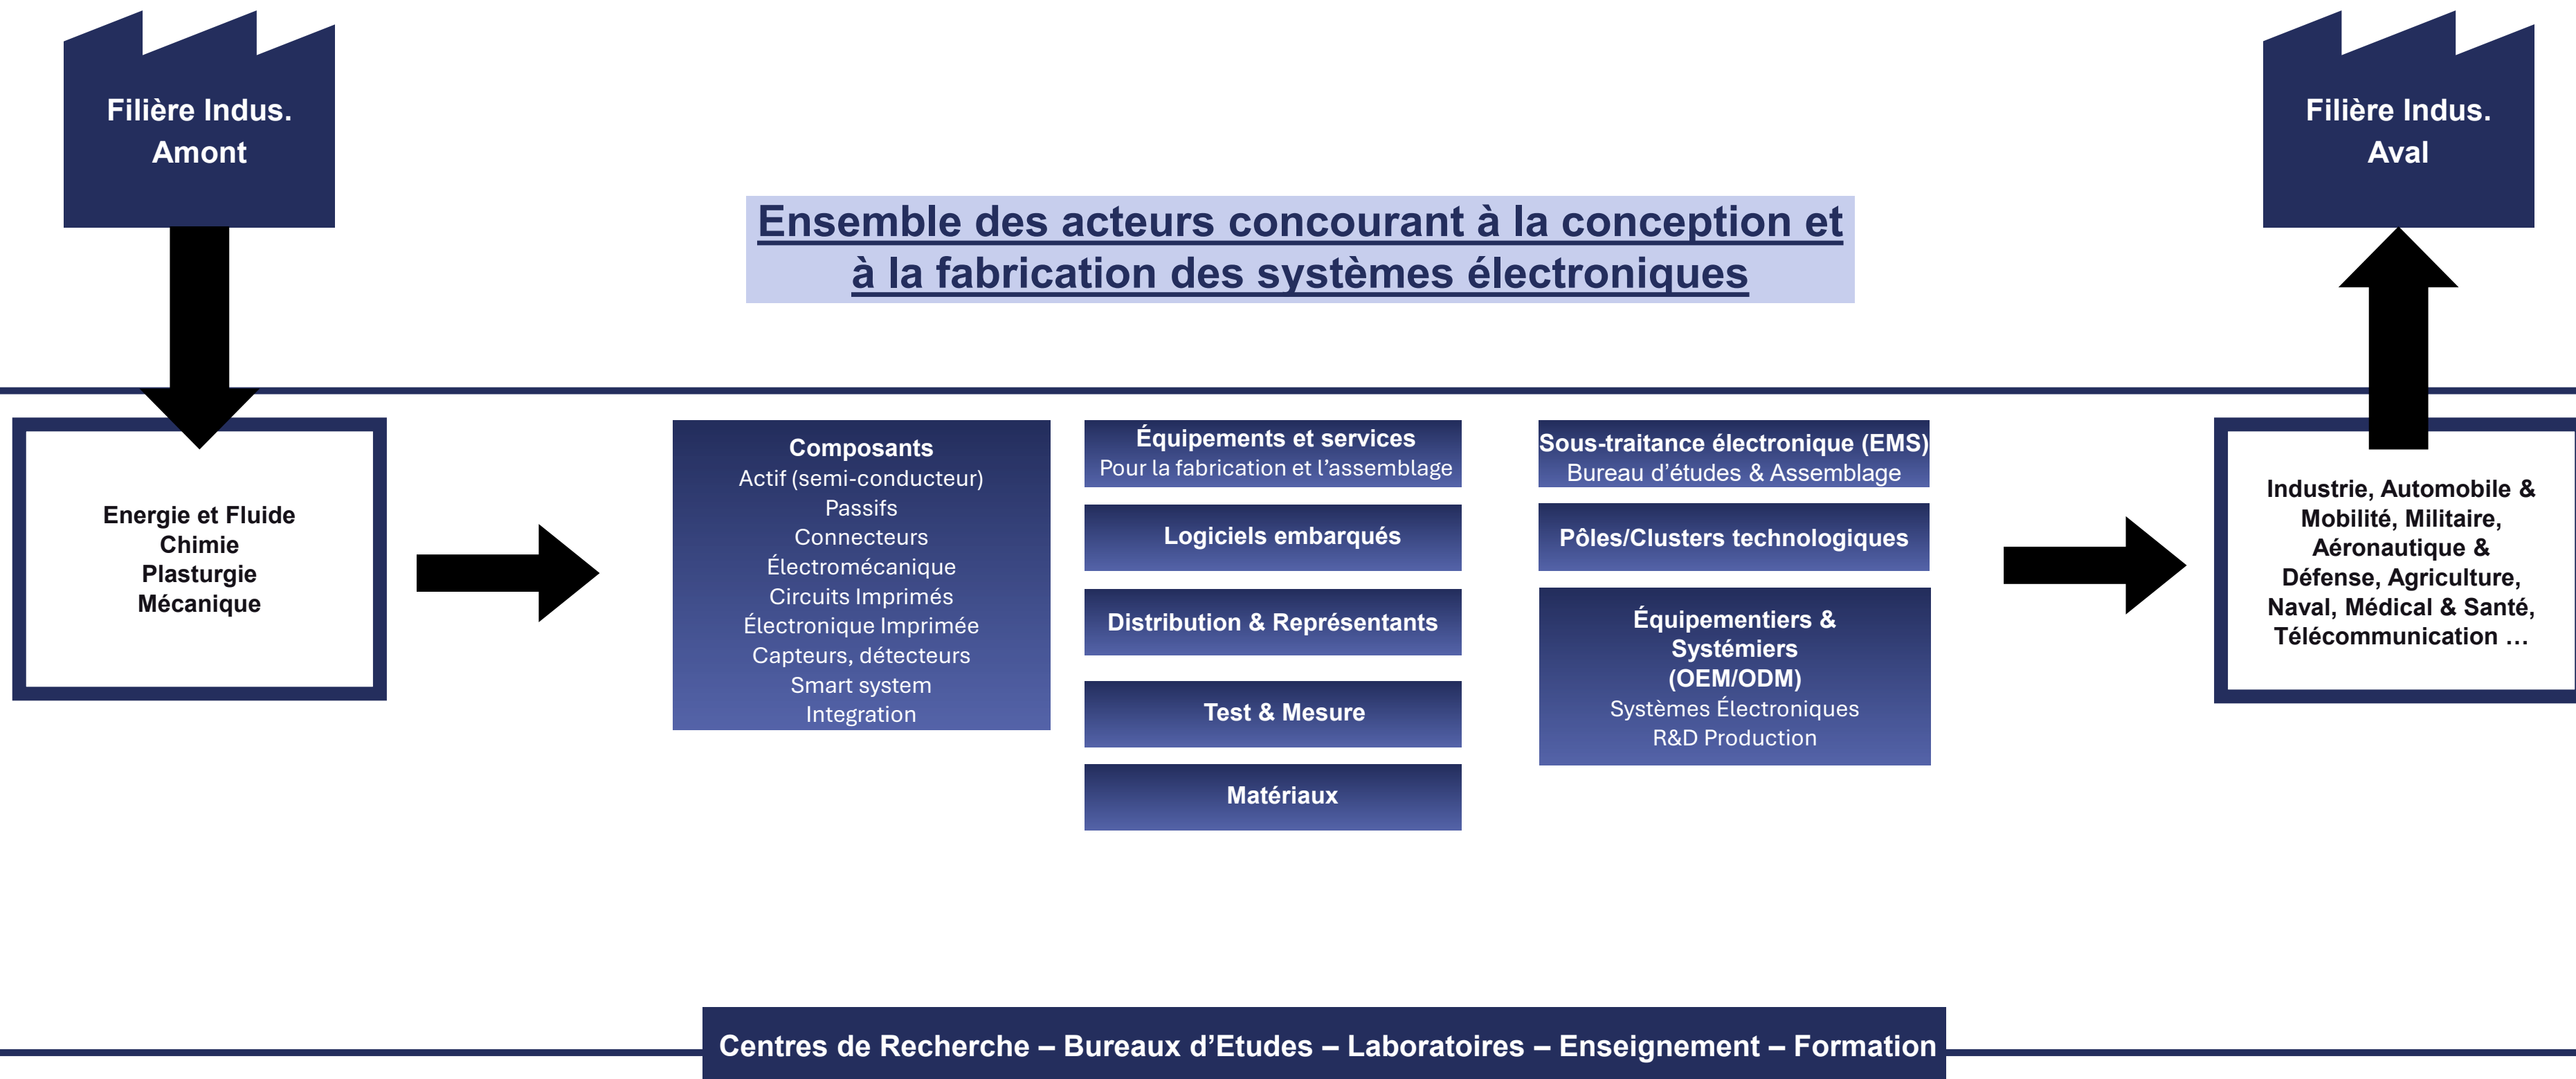 Filière Indus.
Amont
Filière Indus.
Aval
Ensemble des acteurs concourant à la conception et
à la fabrication des systèmes électroniques
Energie et Fluide
Chimie
Plasturgie
Mécanique
Composants
Actif (semi-conducteur)
Passifs
Connecteurs
Électromécanique
Circuits Imprimés
Électronique Imprimée
Capteurs, détecteurs
Smart system
Integration
Équipements et services
Pour la fabrication et l’assemblage
Logiciels embarqués
Distribution & Représentants
Test & Mesure
Matériaux
Sous-traitance électronique (EMS)
Bureau d’études & Assemblage
Pôles/Clusters technologiques
Équipementiers &
Systémiers
(OEM/ODM)
Systèmes Électroniques
R&D Production
Industrie, Automobile &
Mobilité, Militaire,
Aéronautique &
Défense, Agriculture,
Naval, Médical & Santé,
Télécommunication …
Centres de Recherche – Bureaux d’Etudes – Laboratoires – Enseignement – Formation